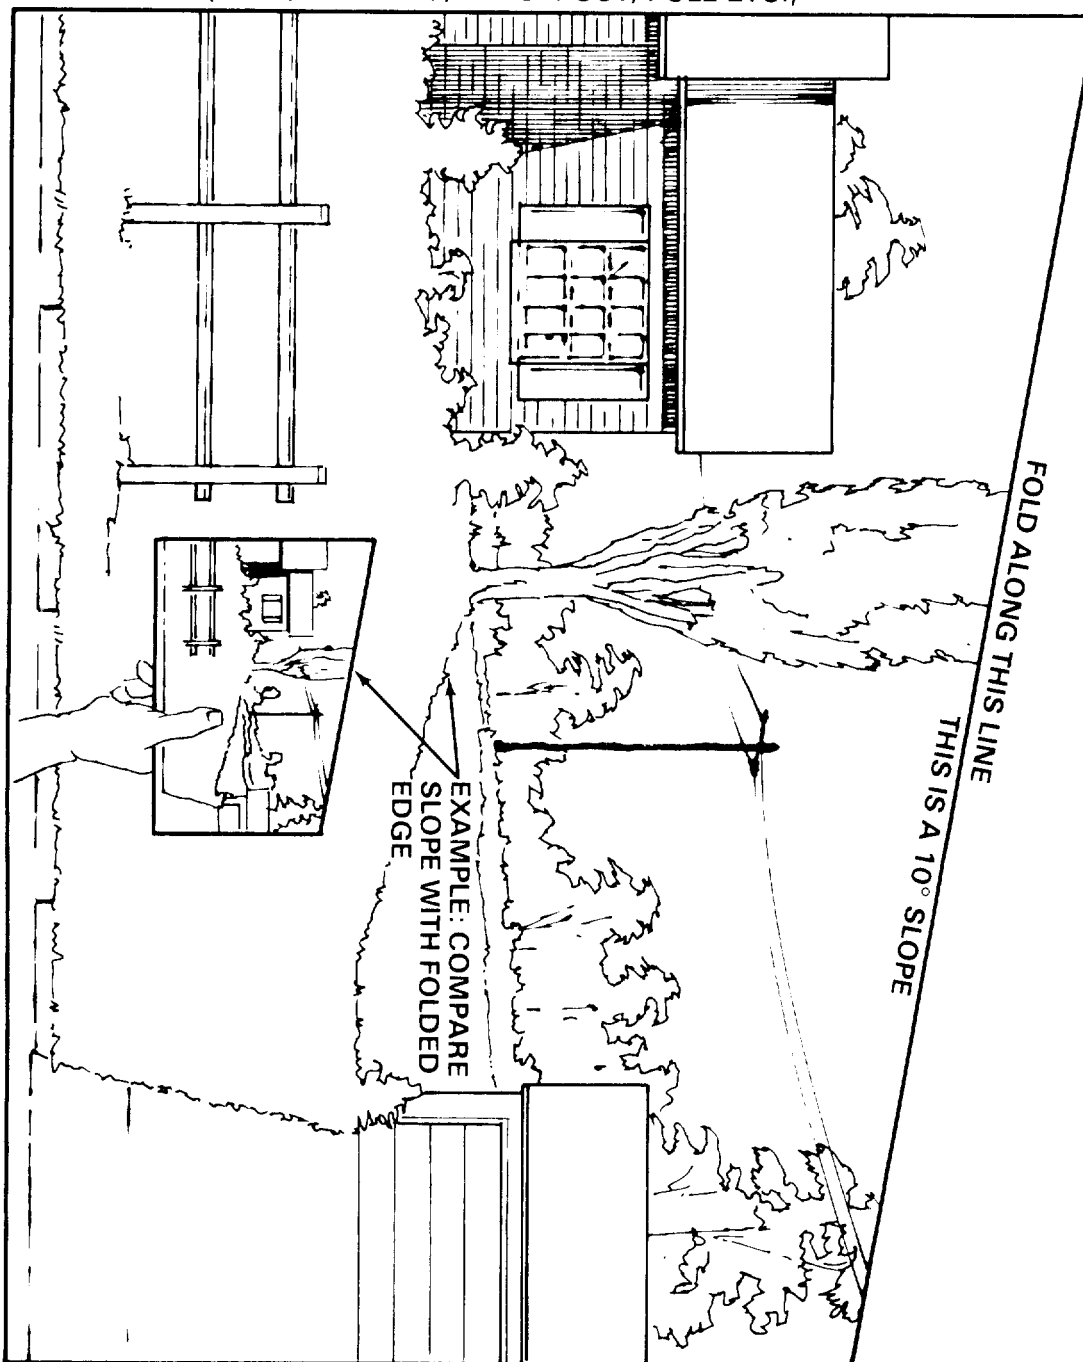 FOLD ALONG THIS LINE
THIS IS A 10° SLOPE
EXAMPLE: COMPARE
SLOPE WITH FOLDED
EDGE